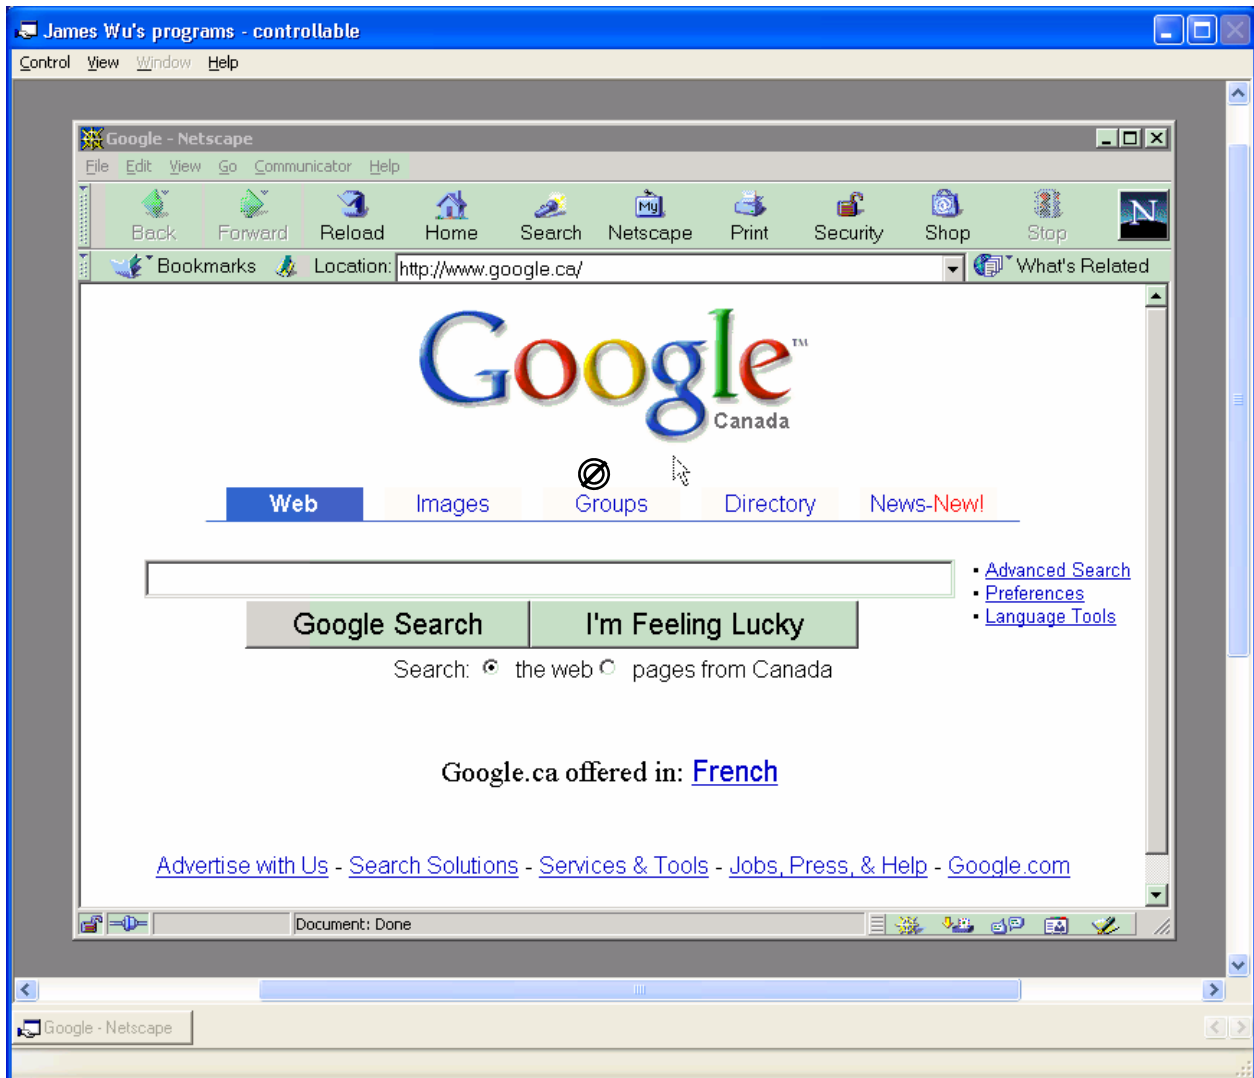 James Wu's programs - controllable
Control View Window Help
Google - Netscape
File Edit View Go Communicator Help
Back Forward Reload Home Search My Netscape Print Security Shop Stop N
Bookmarks Location: http://www.google.ca/ What's Related
Google™
Canada
Web Images Groups Directory News-New!
Advanced Search
Preferences
Language Tools
Google Search I'm Feeling Lucky
Search: the web pages from Canada
Google.ca offered in: French
Advertise with Us - Search Solutions - Services & Tools - Jobs, Press, & Help - Google.com
Document: Done
Google - Netscape